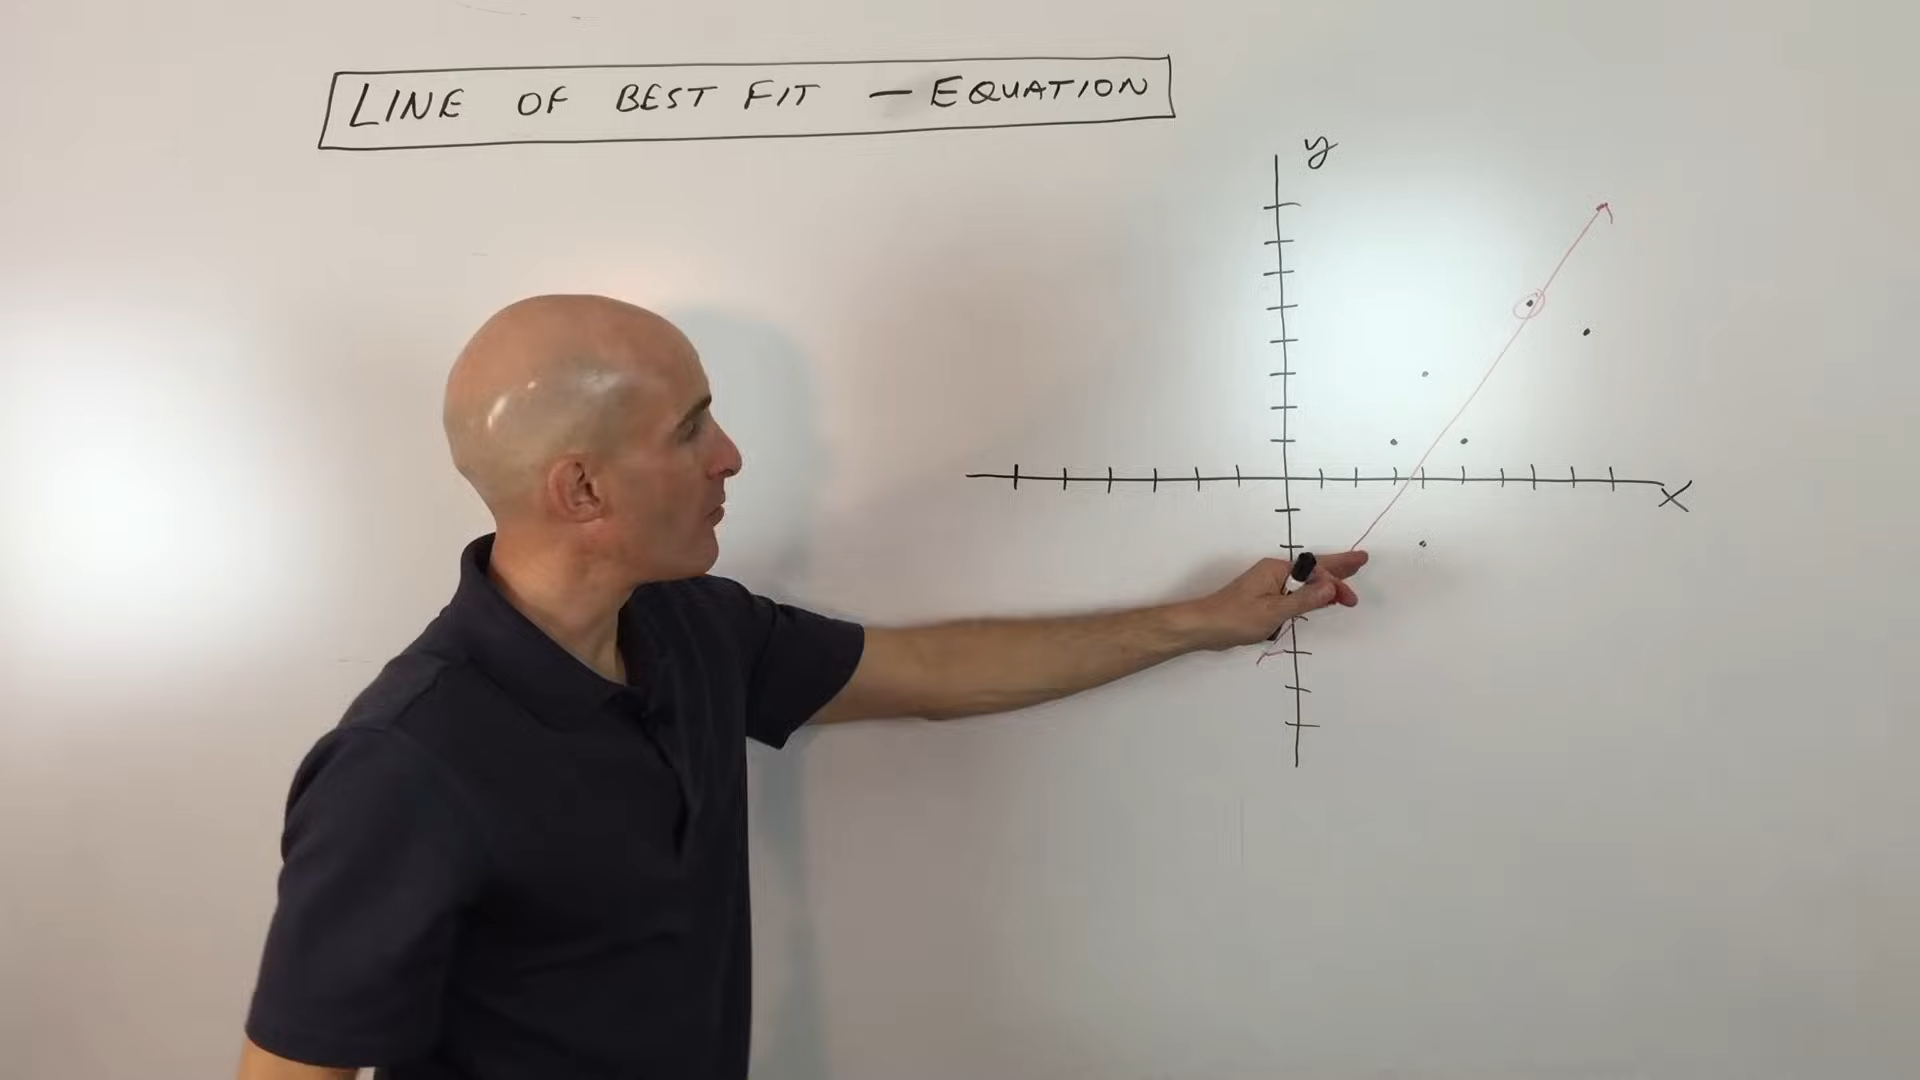 LINE OF BEST FIT — EQUATION
y
X